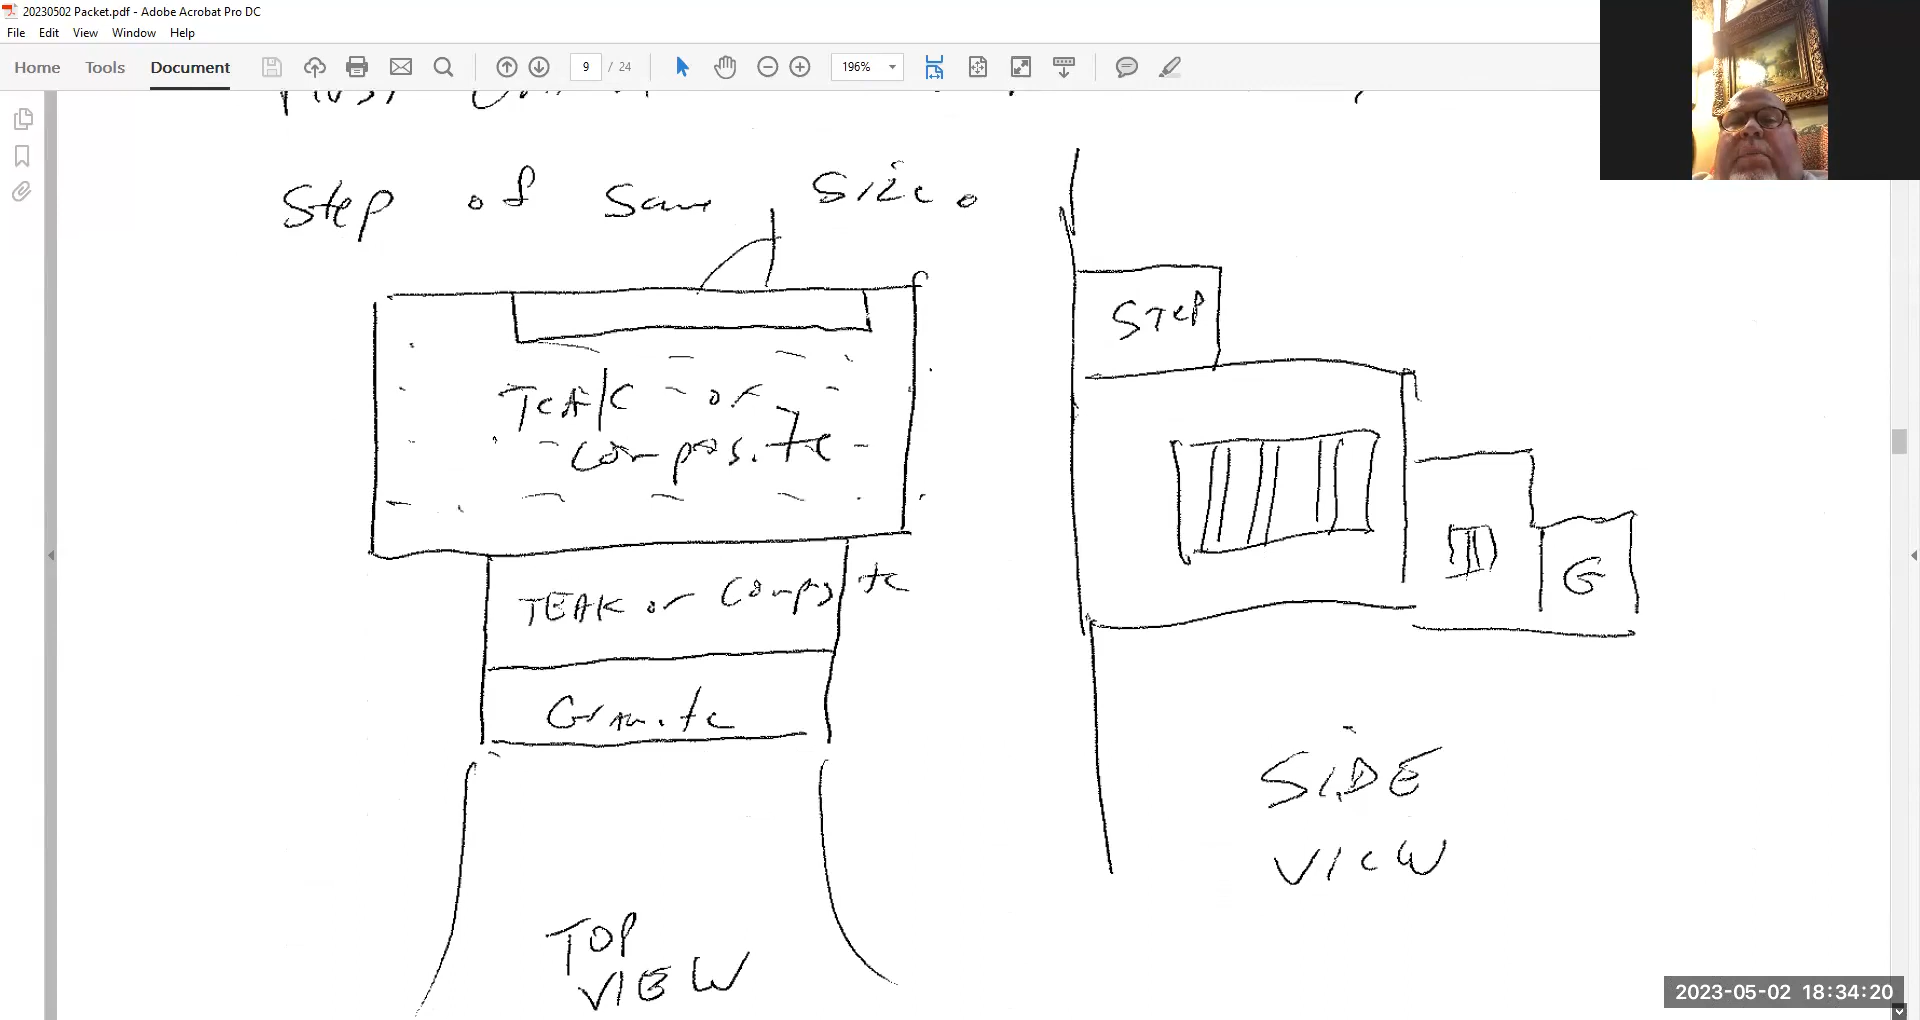 20230502 Packet.pdf - Adobe Acrobat Pro DC
File Edit View Window Help
Home Tools Document 9 / 24 196%
Step of same size.
TEAK or
composite
TEAK or composite
Granite
TOP
VIEW
STEP
G
SIDE
VIEW
2023-05-02 18:34:20